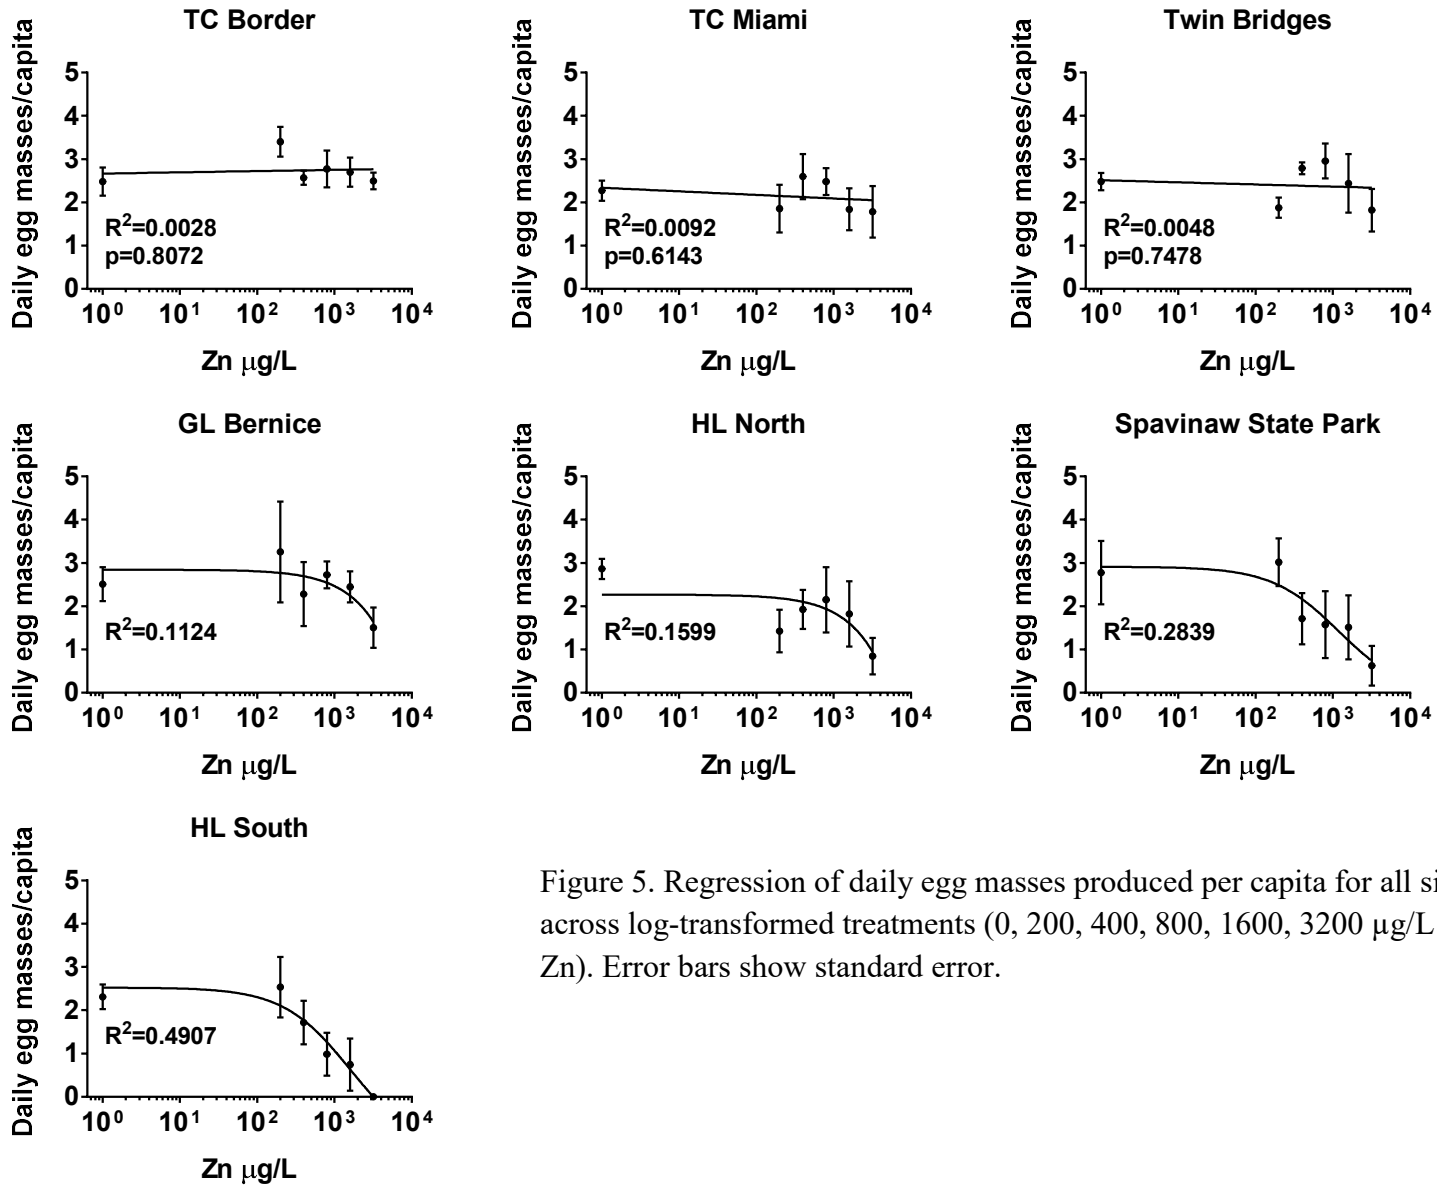 TC Border
Daily egg masses/capita
5
4
3
2
1
0
R²=0.0028
p=0.8072
10⁰ 10¹ 10² 10³ 10⁴
Zn µg/L
TC Miami
Daily egg masses/capita
5
4
3
2
1
0
R²=0.0092
p=0.6143
10⁰ 10¹ 10² 10³ 10⁴
Zn µg/L
Twin Bridges
Daily egg masses/capita
5
4
3
2
1
0
R²=0.0048
p=0.7478
10⁰ 10¹ 10² 10³ 10⁴
Zn µg/L
GL Bernice
Daily egg masses/capita
5
4
3
2
1
0
R²=0.1124
10⁰ 10¹ 10² 10³ 10⁴
Zn µg/L
HL North
Daily egg masses/capita
5
4
3
2
1
0
R²=0.1599
10⁰ 10¹ 10² 10³ 10⁴
Zn µg/L
Spavinaw State Park
Daily egg masses/capita
5
4
3
2
1
0
R²=0.2839
10⁰ 10¹ 10² 10³ 10⁴
Zn µg/L
HL South
Daily egg masses/capita
5
4
3
2
1
0
R²=0.4907
10⁰ 10¹ 10² 10³ 10⁴
Zn µg/L
Figure 5. Regression of daily egg masses produced per capita for all
across log-transformed treatments (0, 200, 400, 800, 1600, 3200 µg/L
Zn). Error bars show standard error.